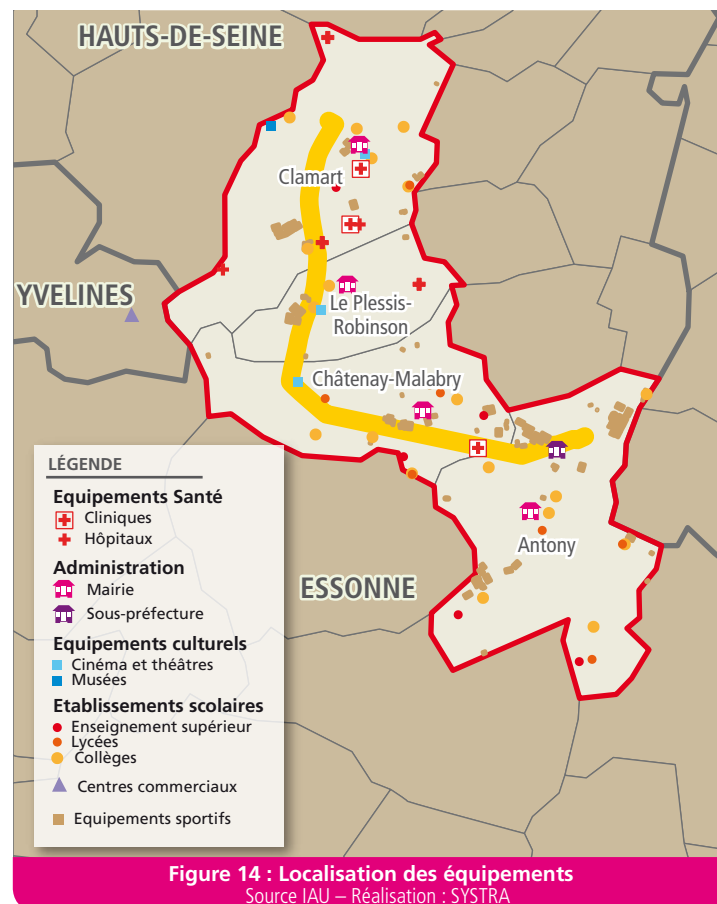 HAUTS-DE-SEINE
Clamart
YVELINES
Le Plessis-
Robinson
Châtenay-Malabry
LÉGENDE
Equipements Santé
Cliniques
Hôpitaux
Administration
Mairie
Sous-préfecture
Equipements culturels
Cinéma et théâtres
Musées
Etablissements scolaires
Enseignement supérieur
Lycées
Collèges
Centres commerciaux
Equipements sportifs
Antony
ESSONNE
Figure 14 : Localisation des équipements
Source IAU – Réalisation : SYSTRA